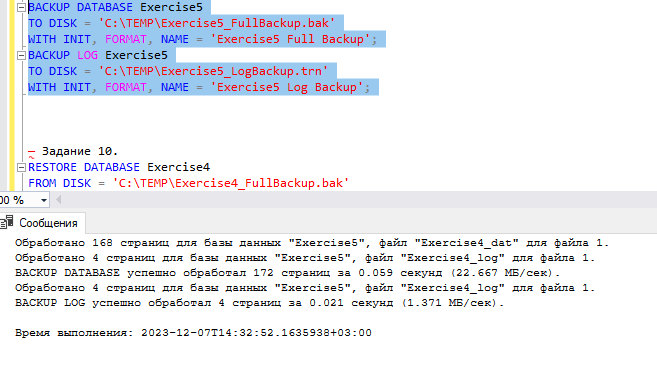 BACKUP DATABASE Exercise5
TO DISK = 'C:\TEMP\Exercise5_FullBackup.bak'
WITH INIT, FORMAT, NAME = 'Exercise5 Full Backup';
BACKUP LOG Exercise5
TO DISK = 'C:\TEMP\Exercise5_LogBackup.trn'
WITH INIT, FORMAT, NAME = 'Exercise5 Log Backup';
— Задание 10.
RESTORE DATABASE Exercise4
FROM DISK = 'C:\TEMP\Exercise4_FullBackup.bak'
00 %
Сообщения
Обработано 168 страниц для базы данных "Exercise5", файл "Exercise4_dat" для файла 1.
Обработано 4 страниц для базы данных "Exercise5", файл "Exercise4_log" для файла 1.
BACKUP DATABASE успешно обработал 172 страниц за 0.059 секунд (22.667 МБ/сек).
Обработано 4 страниц для базы данных "Exercise5", файл "Exercise4_log" для файла 1.
BACKUP LOG успешно обработал 4 страниц за 0.021 секунд (1.371 МБ/сек).
Время выполнения: 2023-12-07T14:32:52.1635938+03:00